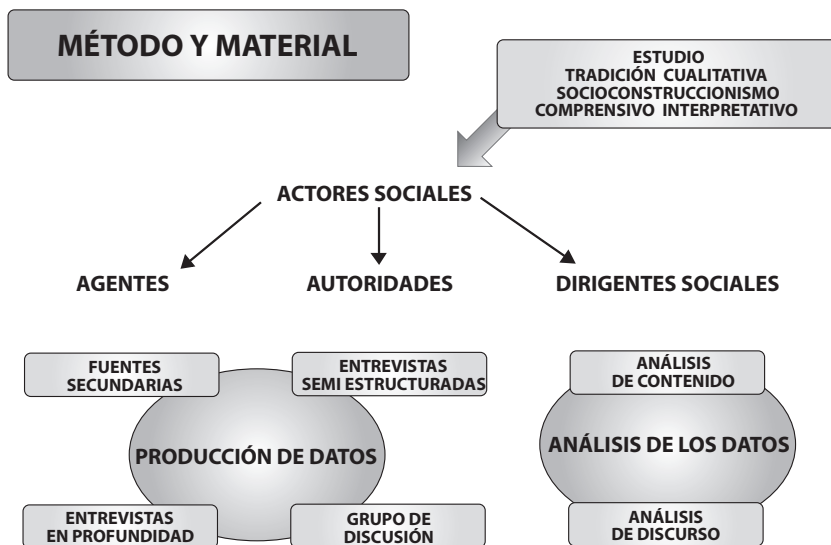 MÉTODO Y MATERIAL
ESTUDIO
TRADICIÓN CUALITATIVA
SOCIOCONSTRUCCIONISMO
COMPRENSIVO INTERPRETATIVO
ACTORES SOCIALES
AGENTES
AUTORIDADES
DIRIGENTES SOCIALES
FUENTES
SECUNDARIAS
ENTREVISTAS
SEMI ESTRUCTURADAS
PRODUCCIÓN DE DATOS
ENTREVISTAS
EN PROFUNDIDAD
GRUPO DE
DISCUSIÓN
ANÁLISIS
DE CONTENIDO
ANÁLISIS DE LOS DATOS
ANÁLISIS
DE DISCURSO